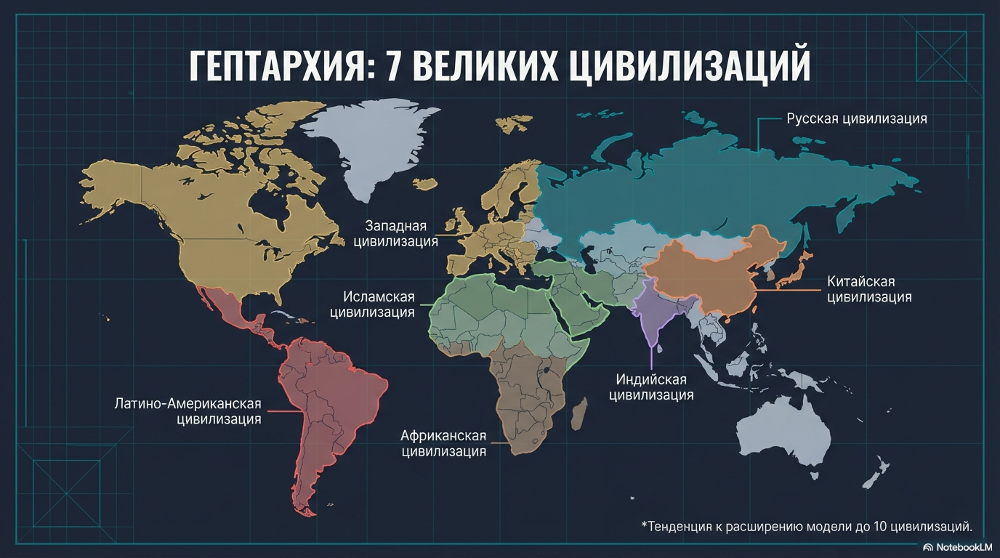 ГЕПТАРХИЯ: 7 ВЕЛИКИХ ЦИВИЛИЗАЦИЙ
Русская цивилизация
Западная
цивилизация
Исламская
цивилизация
Китайская
цивилизация
Индийская
цивилизация
Латино-Американская
цивилизация
Африканская
цивилизация
*Тенденция к расширению модели до 10 цивилизаций.
NotebookLM